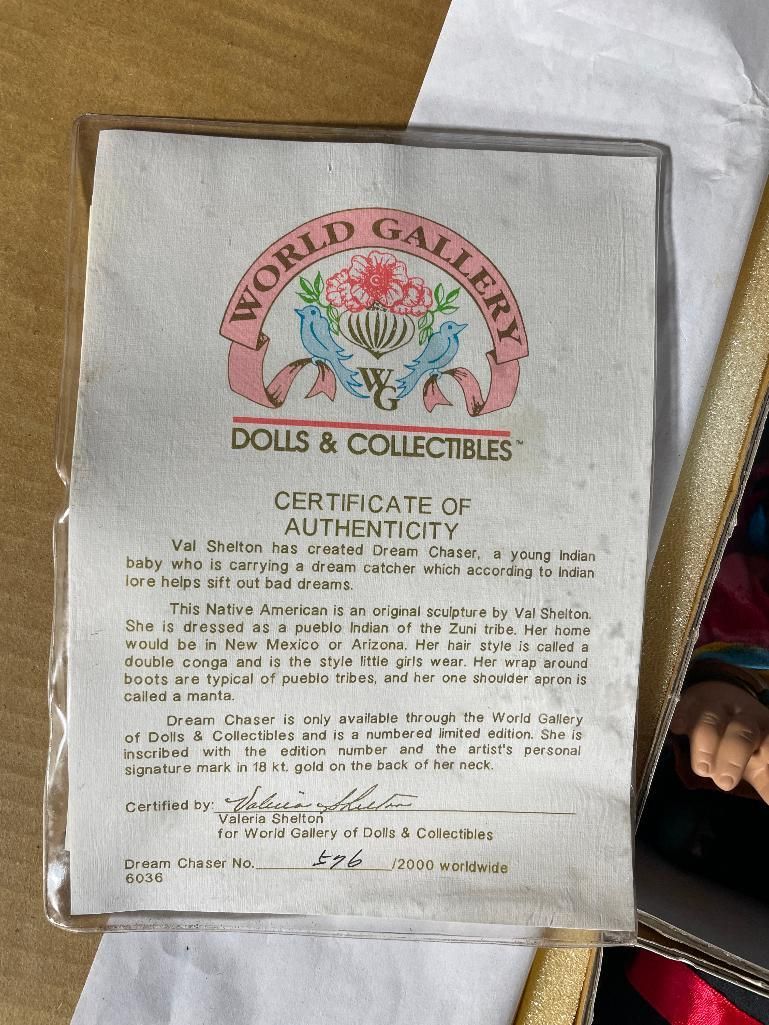 WORLD GALLERY
WG
DOLLS & COLLECTIBLES™
CERTIFICATE OF
AUTHENTICITY
Val Shelton has created Dream Chaser, a young Indian
baby who is carrying a dream catcher which according to Indian
lore helps sift out bad dreams.
This Native American is an original sculpture by Val Shelton.
She is dressed as a pueblo Indian of the Zuni tribe. Her home
would be in New Mexico or Arizona. Her hair style is called a
double conga and is the style little girls wear. Her wrap around
boots are typical of pueblo tribes, and her one shoulder apron is
called a manta.
Dream Chaser is only available through the World Gallery
of Dolls & Collectibles and is a numbered limited edition. She is
inscribed with the edition number and the artist's personal
signature mark in 18 kt. gold on the back of her neck.
Certified by: Valeria Shelton
Valeria Shelton
for World Gallery of Dolls & Collectibles
Dream Chaser No. 576 /2000 worldwide
6036